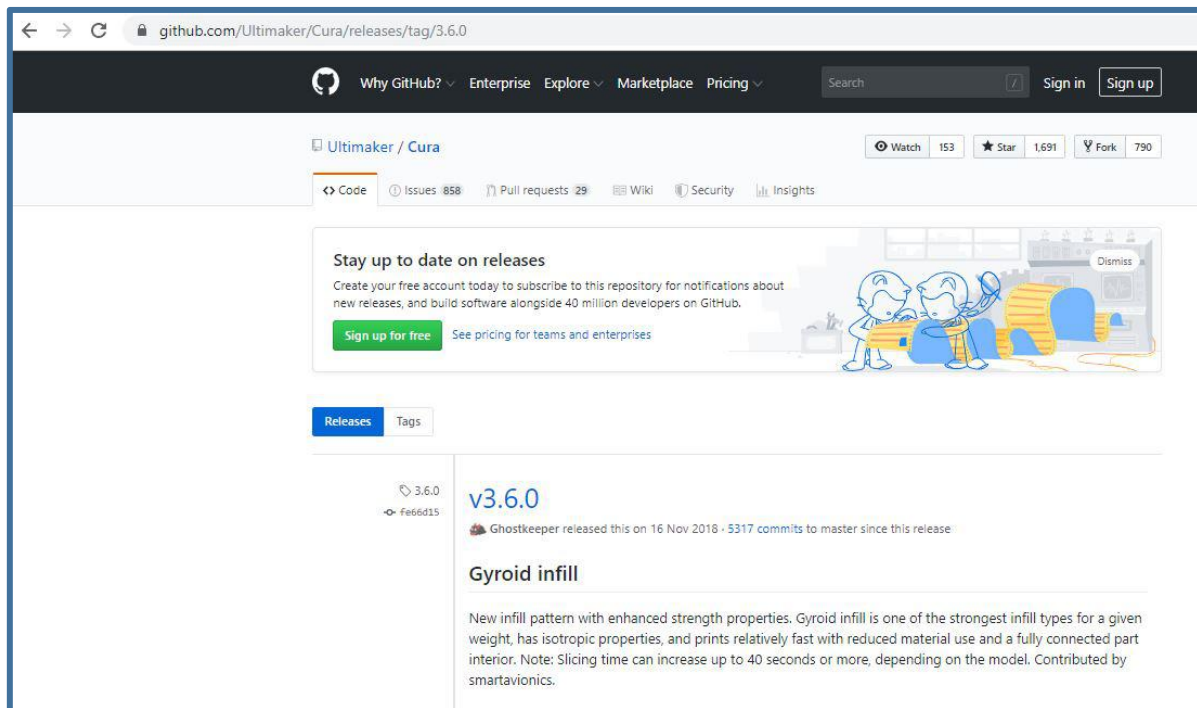 github.com/Ultimaker/Cura/releases/tag/3.6.0
Why GitHub? Enterprise Explore Marketplace Pricing Search / Sign in Sign up
Ultimaker / Cura Watch 153 Star 1,691 Fork 790
Code Issues 858 Pull requests 29 Wiki Security Insights
Stay up to date on releases
Dismiss
Create your free account today to subscribe to this repository for notifications about
new releases, and build software alongside 40 million developers on GitHub.
Sign up for free See pricing for teams and enterprises
Releases Tags
3.6.0
fe66d15
v3.6.0
Ghostkeeper released this on 16 Nov 2018 · 5317 commits to master since this release
Gyroid infill
New infill pattern with enhanced strength properties. Gyroid infill is one of the strongest infill types for a given
weight, has isotropic properties, and prints relatively fast with reduced material use and a fully connected part
interior. Note: Slicing time can increase up to 40 seconds or more, depending on the model. Contributed by
smartavionics.